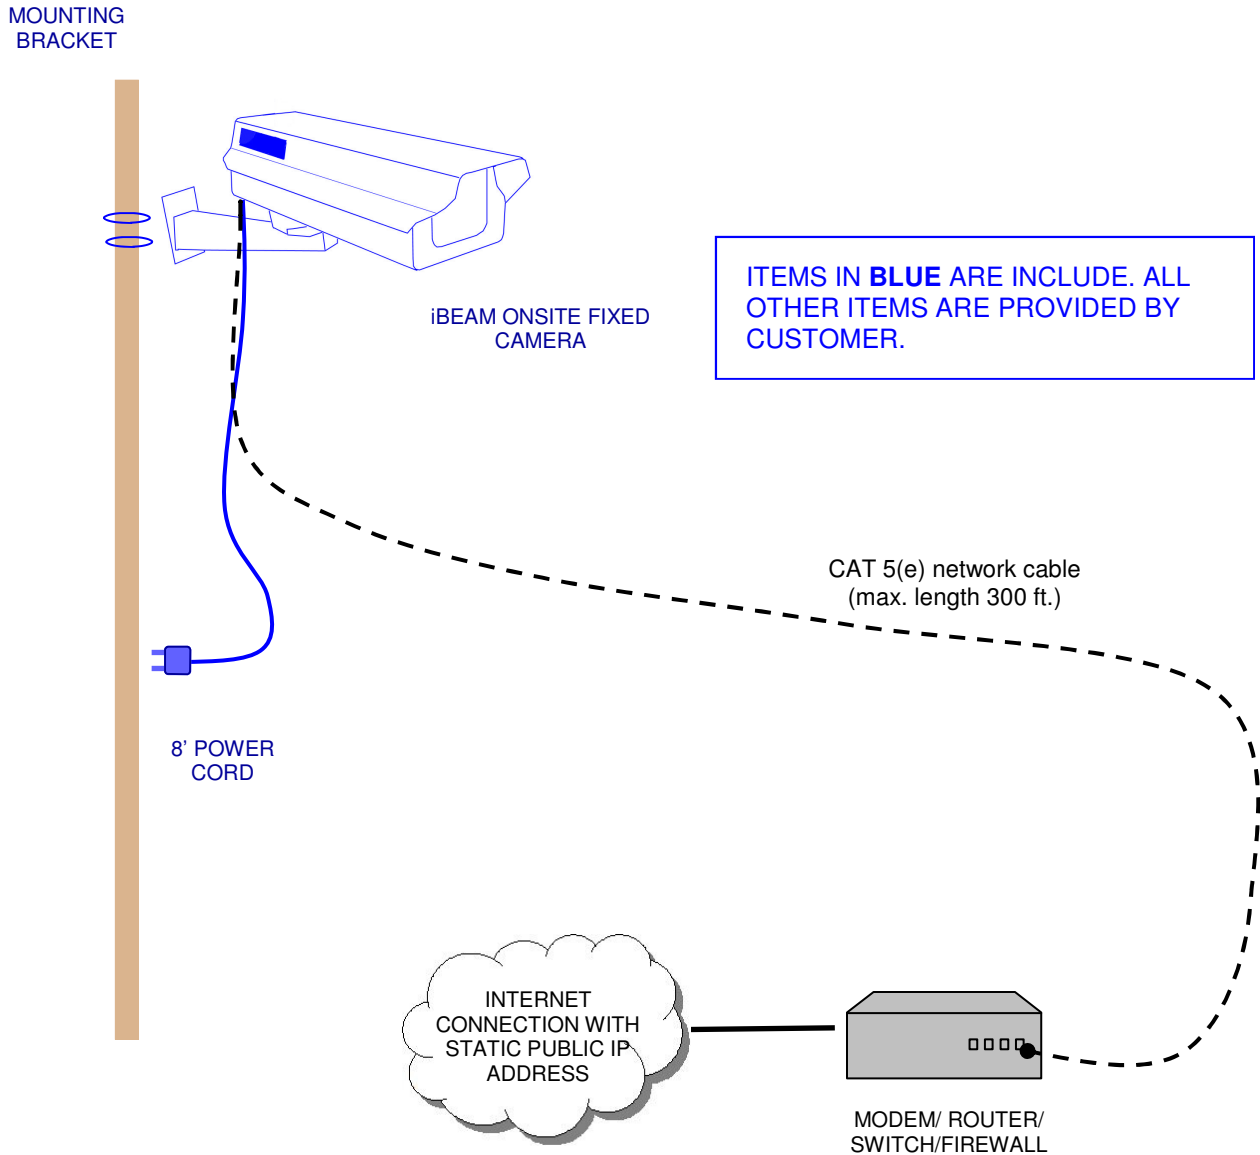 MOUNTING
BRACKET
iBEAM ONSITE FIXED
CAMERA
ITEMS IN BLUE ARE INCLUDE. ALL
OTHER ITEMS ARE PROVIDED BY
CUSTOMER.
CAT 5(e) network cable
(max. length 300 ft.)
8’ POWER
CORD
INTERNET
CONNECTION WITH
STATIC PUBLIC IP
ADDRESS
MODEM/ ROUTER/
SWITCH/FIREWALL